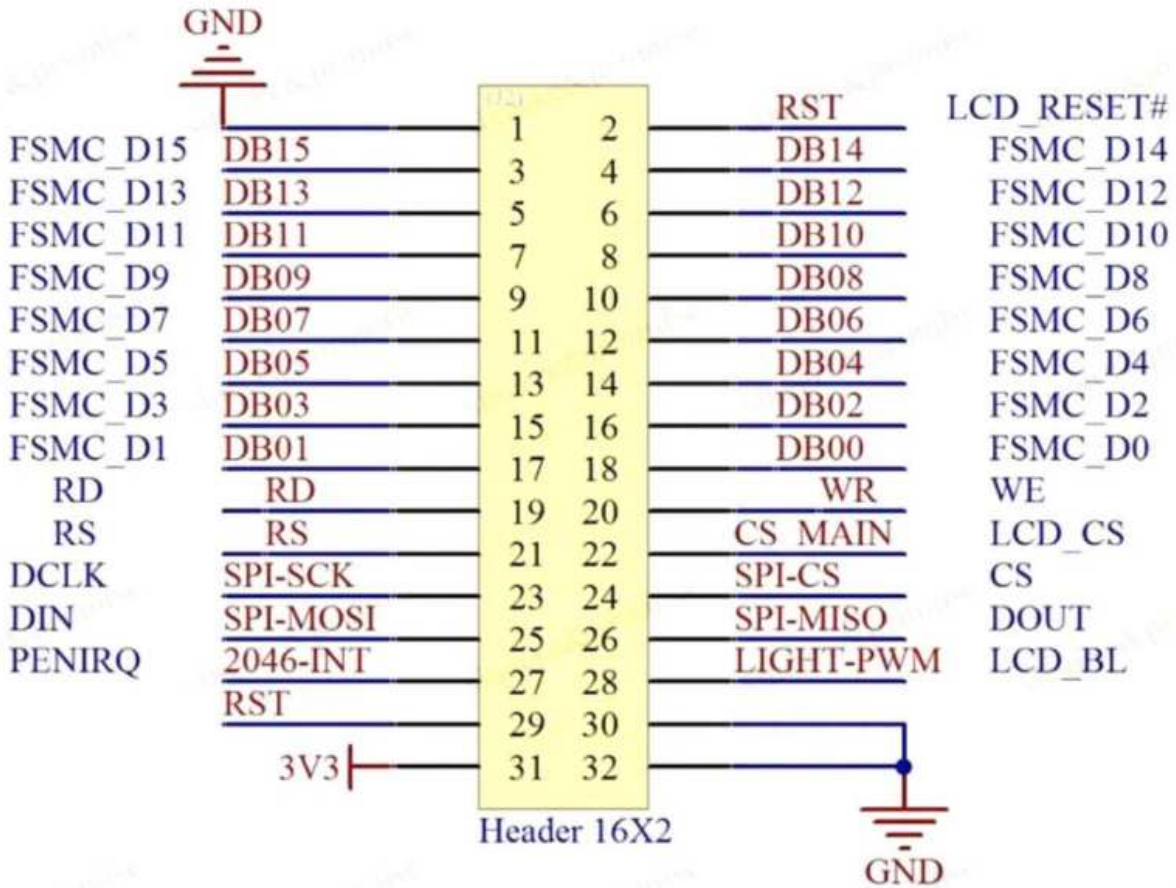 GND
1 2 RST LCD_RESET#
FSMC_D15 DB15 3 4 DB14 FSMC_D14
FSMC_D13 DB13 5 6 DB12 FSMC_D12
FSMC_D11 DB11 7 8 DB10 FSMC_D10
FSMC_D9 DB09 9 10 DB08 FSMC_D8
FSMC_D7 DB07 11 12 DB06 FSMC_D6
FSMC_D5 DB05 13 14 DB04 FSMC_D4
FSMC_D3 DB03 15 16 DB02 FSMC_D2
FSMC_D1 DB01 17 18 DB00 FSMC_D0
RD RD 19 20 WR WE
RS RS 21 22 CS_MAIN LCD_CS
DCLK SPI-SCK 23 24 SPI-CS CS
DIN SPI-MOSI 25 26 SPI-MISO DOUT
PENIRQ 2046-INT 27 28 LIGHT-PWM LCD_BL
RST 29 30
3V3 31 32
Header 16X2
GND